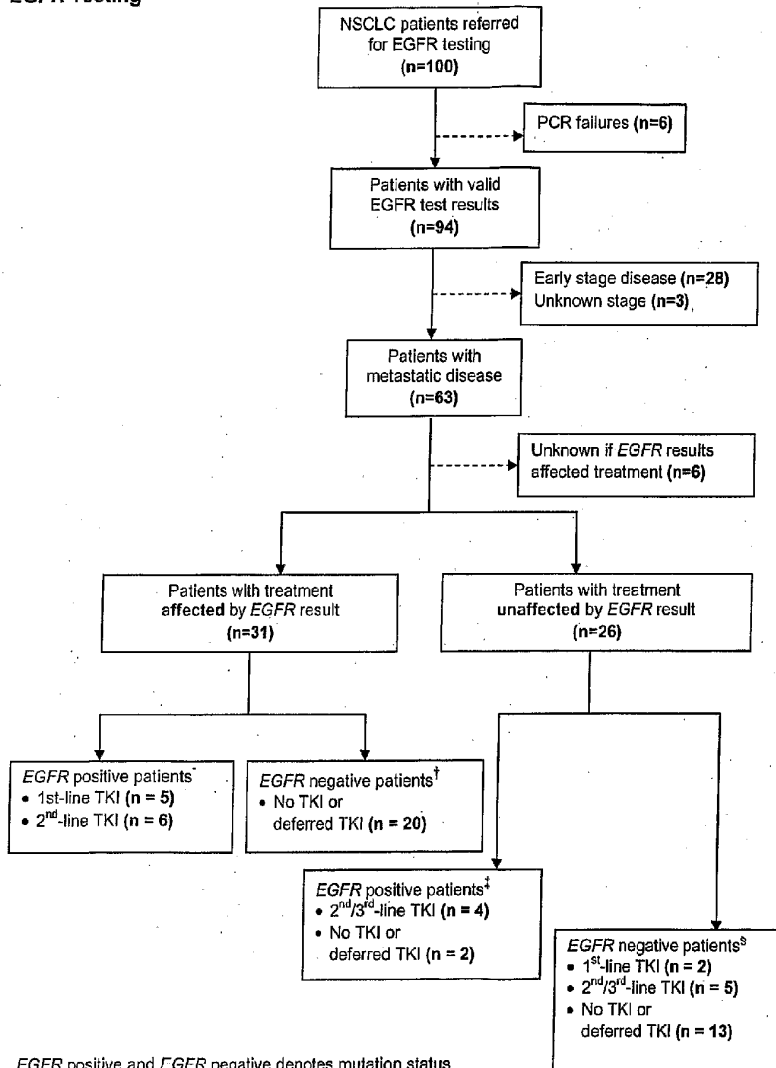 EGFR Testing
NSCLC patients referred
for EGFR testing
(n=100)
PCR failures (n=6)
Patients with valid
EGFR test results
(n=94)
Early stage disease (n=28)
Unknown stage (n=3)
Patients with
metastatic disease
(n=63)
Unknown if EGFR results
affected treatment (n=6)
Patients with treatment
affected by EGFR result
(n=31)
Patients with treatment
unaffected by EGFR result
(n=26)
EGFR positive patients*
• 1st-line TKI (n = 5)
• 2nd-line TKI (n = 6)
EGFR negative patients†
• No TKI or
deferred TKI (n = 20)
EGFR positive patients‡
• 2nd/3rd-line TKI (n = 4)
• No TKI or
deferred TKI (n = 2)
EGFR negative patients§
• 1st-line TKI (n = 2)
• 2nd/3rd-line TKI (n = 5)
• No TKI or
deferred TKI (n = 13)
EGFR positive and EGFR negative denotes mutation status